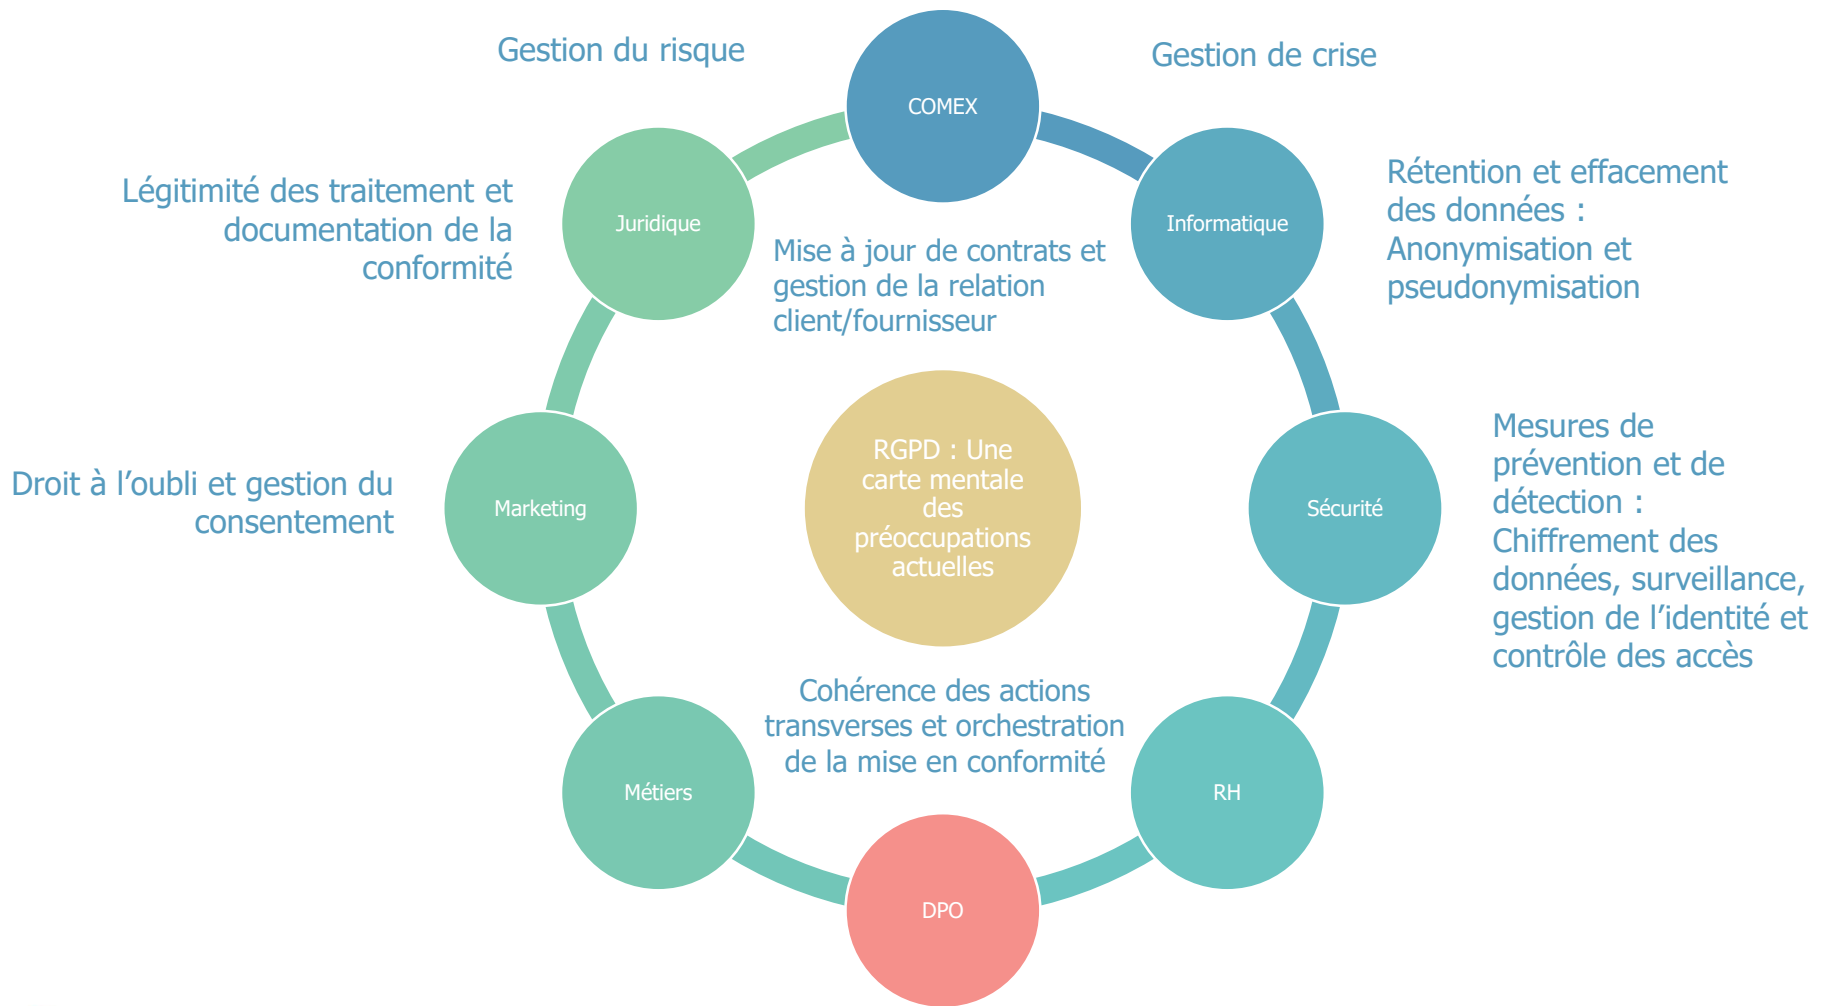 Gestion du risque
COMEX
Gestion de crise
Juridique
Légitimité des traitement et
documentation de la
conformité
Informatique
Rétention et effacement
des données :
Anonymisation et
pseudonymisation
Mise à jour de contrats et
gestion de la relation
client/fournisseur
Marketing
Droit à l’oubli et gestion du
consentement
RGPD : Une
carte mentale
des
préoccupations
actuelles
Sécurité
Mesures de
prévention et de
détection :
Chiffrement des
données, surveillance,
gestion de l’identité et
contrôle des accès
Cohérence des actions
transverses et orchestration
de la mise en conformité
Métiers
RH
DPO